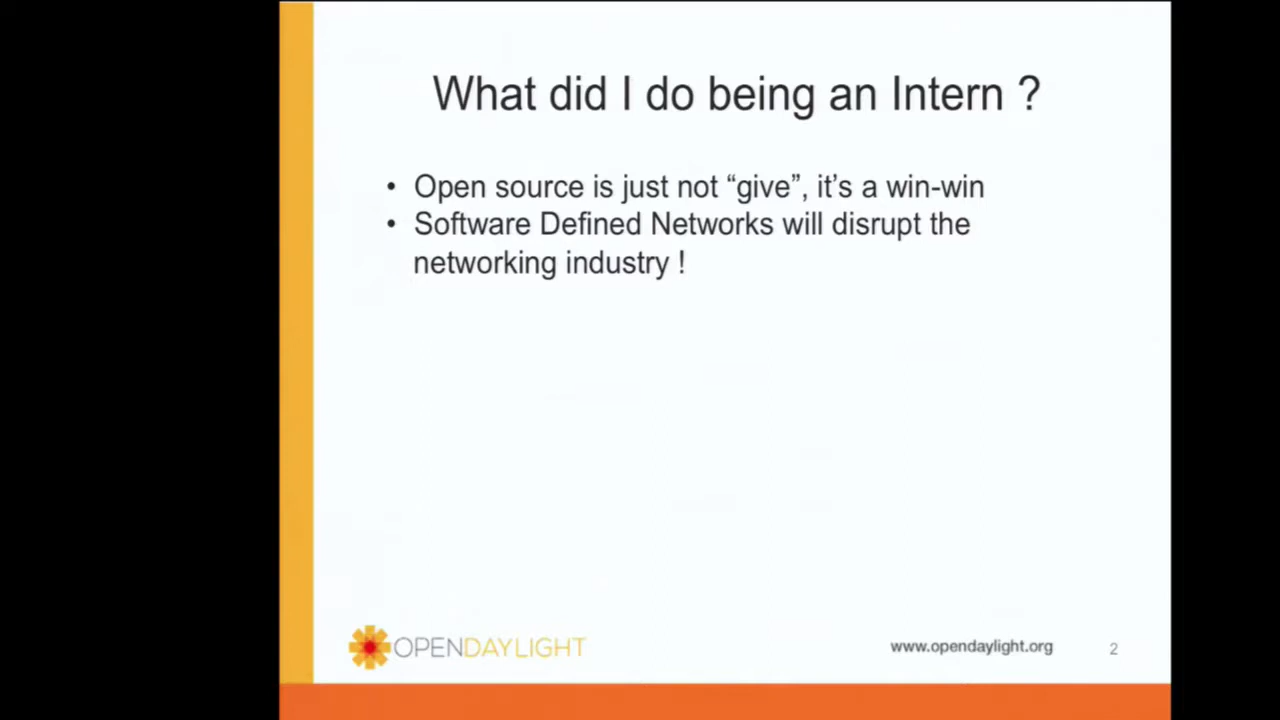 What did I do being an Intern ?
• Open source is just not “give”, it’s a win-win
• Software Defined Networks will disrupt the
networking industry !
OPENDAYLIGHT
www.opendaylight.org
2